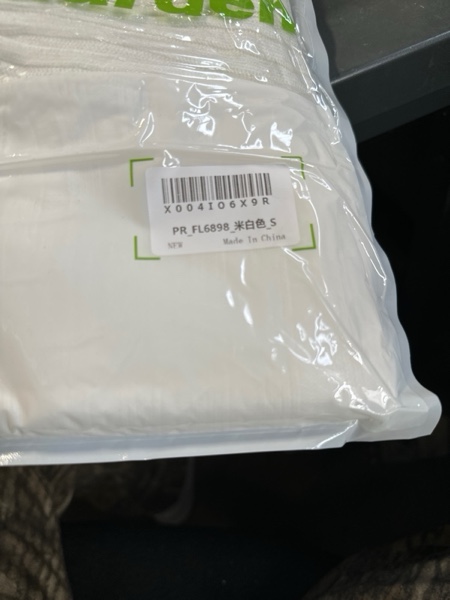 X004IO6X9R
PR_FL6898_米白色_S
NEW Made In China